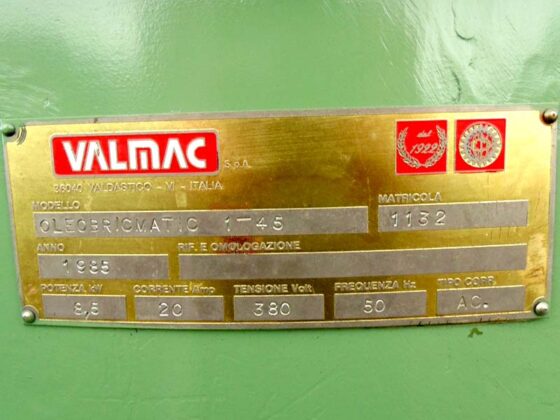 VALMAC S.p.A.
dal 1922
36040 VALDASTICO - VI - ITALIA
MODELLO
MATRICOLA
OLEOBRICMATIC 1-45
1132
ANNO
RIF. E OMOLOGAZIONE
1985
POTENZA kW
CORRENTE Amp
TENSIONE Volt
FREQUENZA Hz
TIPO CORR.
8,5
20
380
50
AC.